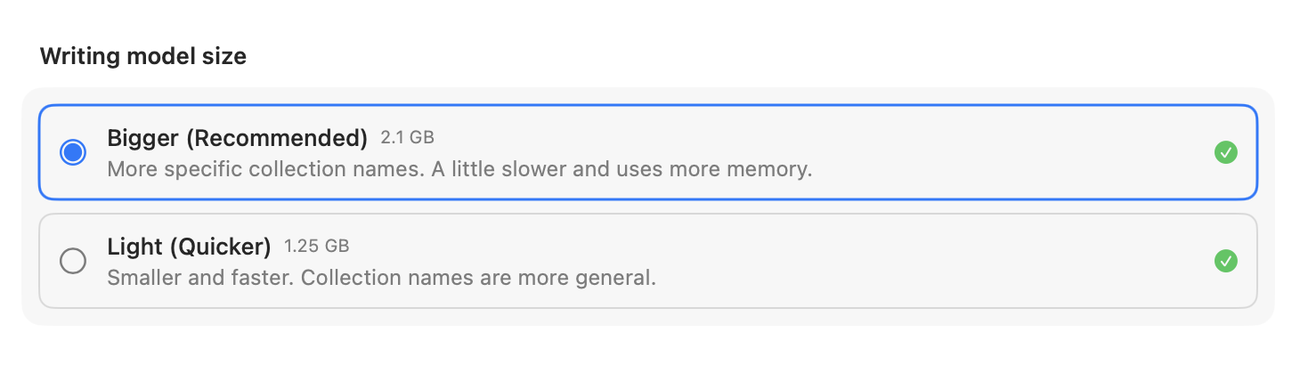 Writing model size
Bigger (Recommended) 2.1 GB
More specific collection names. A little slower and uses more memory.
Light (Quicker) 1.25 GB
Smaller and faster. Collection names are more general.